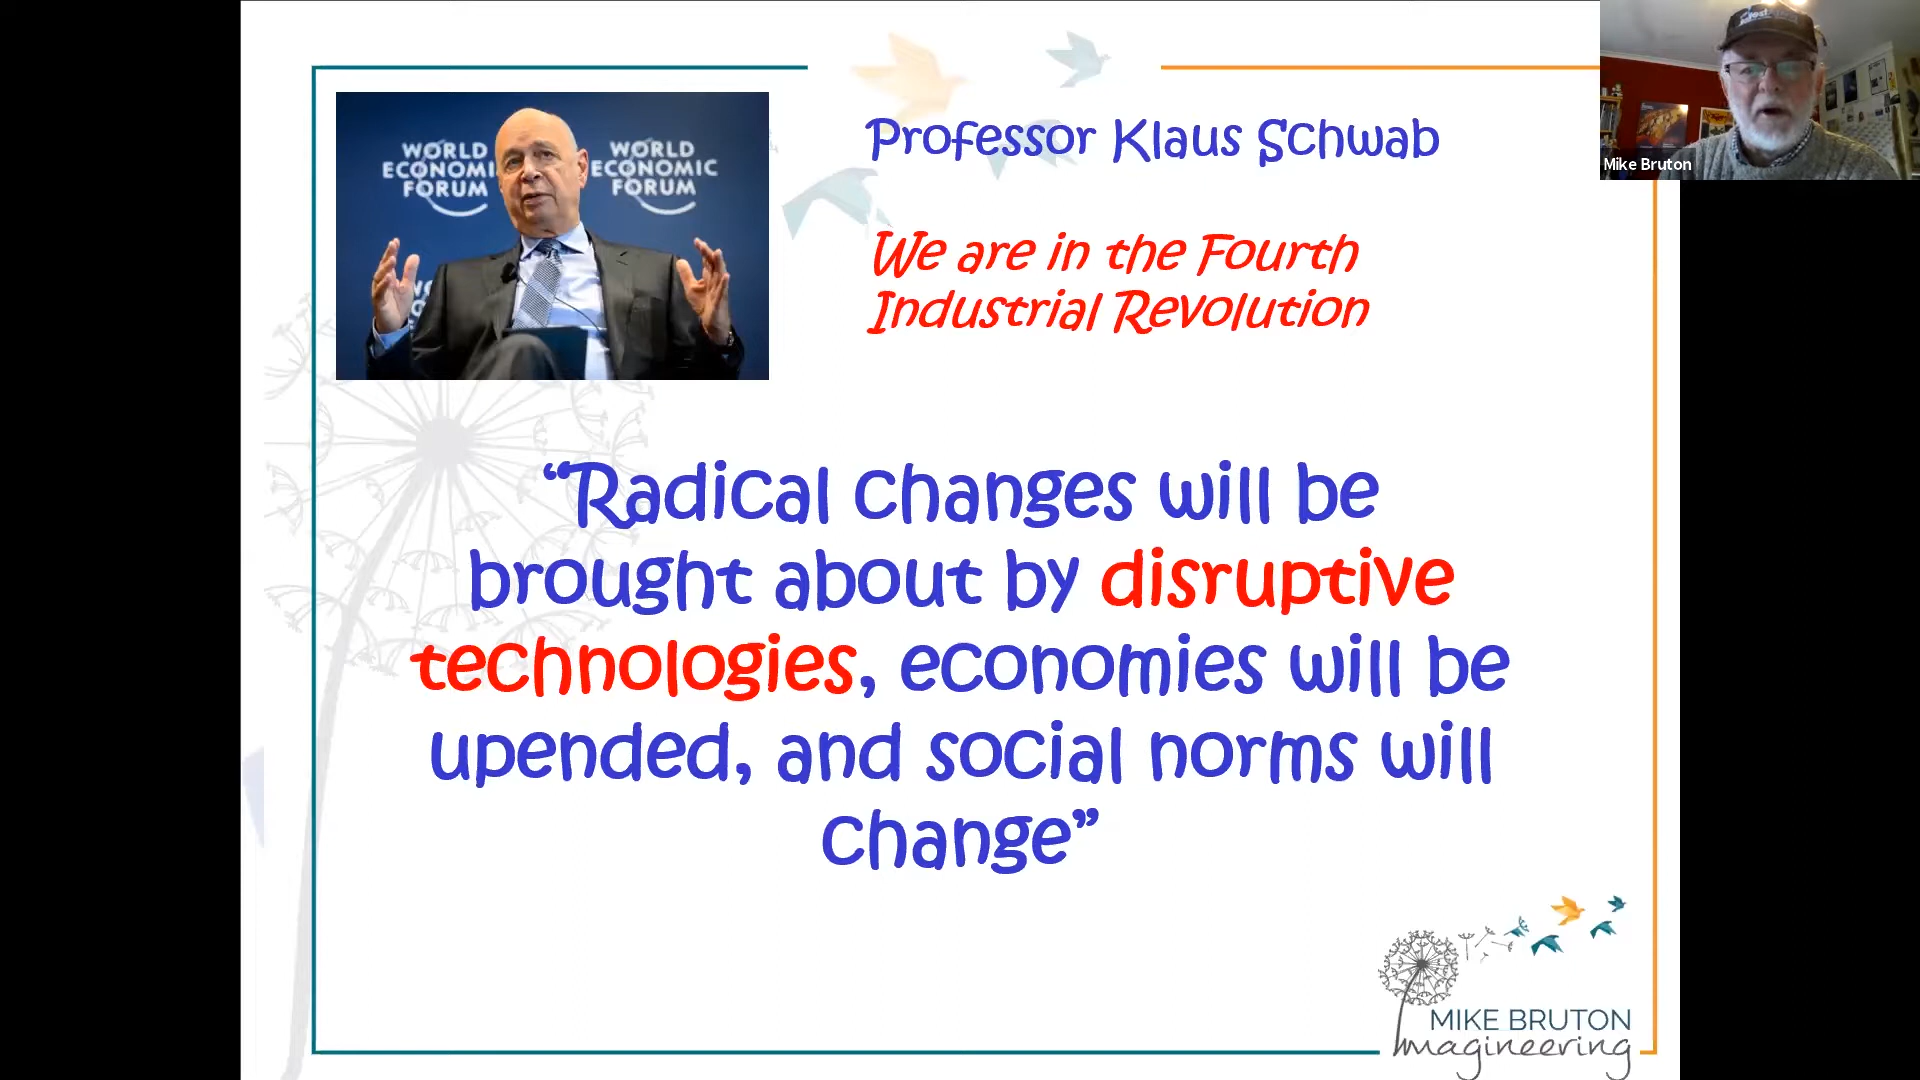 WORLD
ECONOMI
FORUM
WORLD
ECONOMIC
FORUM
Professor Klaus Schwab
We are in the Fourth
Industrial Revolution
“Radical changes will be
brought about by disruptive
technologies, economies will be
upended, and social norms will
change”
MIKE BRUTON
Imagineering
Mike Bruton